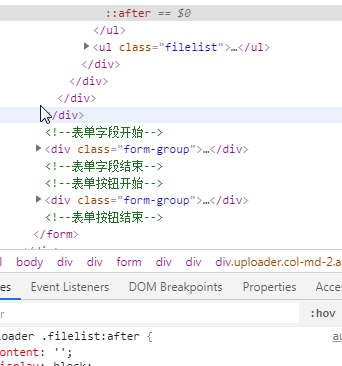 ::after == $0
</ul>
<ul class="filelist">…</ul>
</div>
</div>
</div>
/div>
<!--表单字段开始-->
<div class="form-group">…</div>
<!--表单字段结束-->
<!--表单按钮开始-->
<div class="form-group">…</div>
<!--表单按钮结束-->
</form>
body div div form div div div.uploader.col-md-2.a
es Event Listeners DOM Breakpoints Properties Acces
er :hov
loader .filelist:after { au
ontent: '';
display: block;